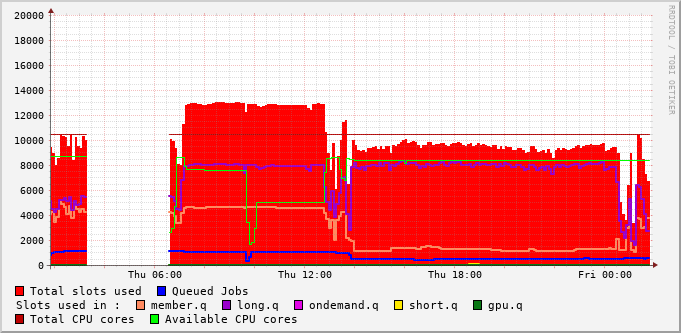 RRDTOOL / TOBI OETIKER
20000
18000
16000
14000
12000
10000
8000
6000
4000
2000
0
Thu 06:00 Thu 12:00 Thu 18:00 Fri 00:00
Total slots used Queued Jobs
Slots used in : member.q long.q ondemand.q short.q gpu.q
Total CPU cores Available CPU cores